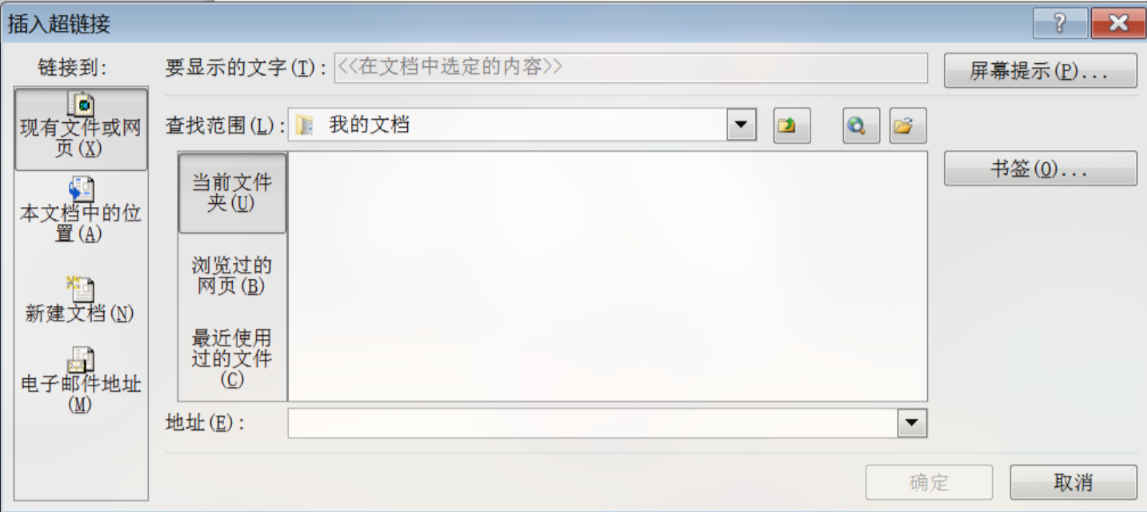 插入超链接
链接到:
要显示的文字(T):
<<在文档中选定的内容>>
屏幕提示(P)...
现有文件或网
页(X)
查找范围(L):
我的文档
当前文件
夹(U)
书签(O)...
本文档中的位
置(A)
浏览过的
网页(B)
新建文档(N)
最近使用
过的文件
(C)
电子邮件地址
(M)
地址(E):
确定
取消